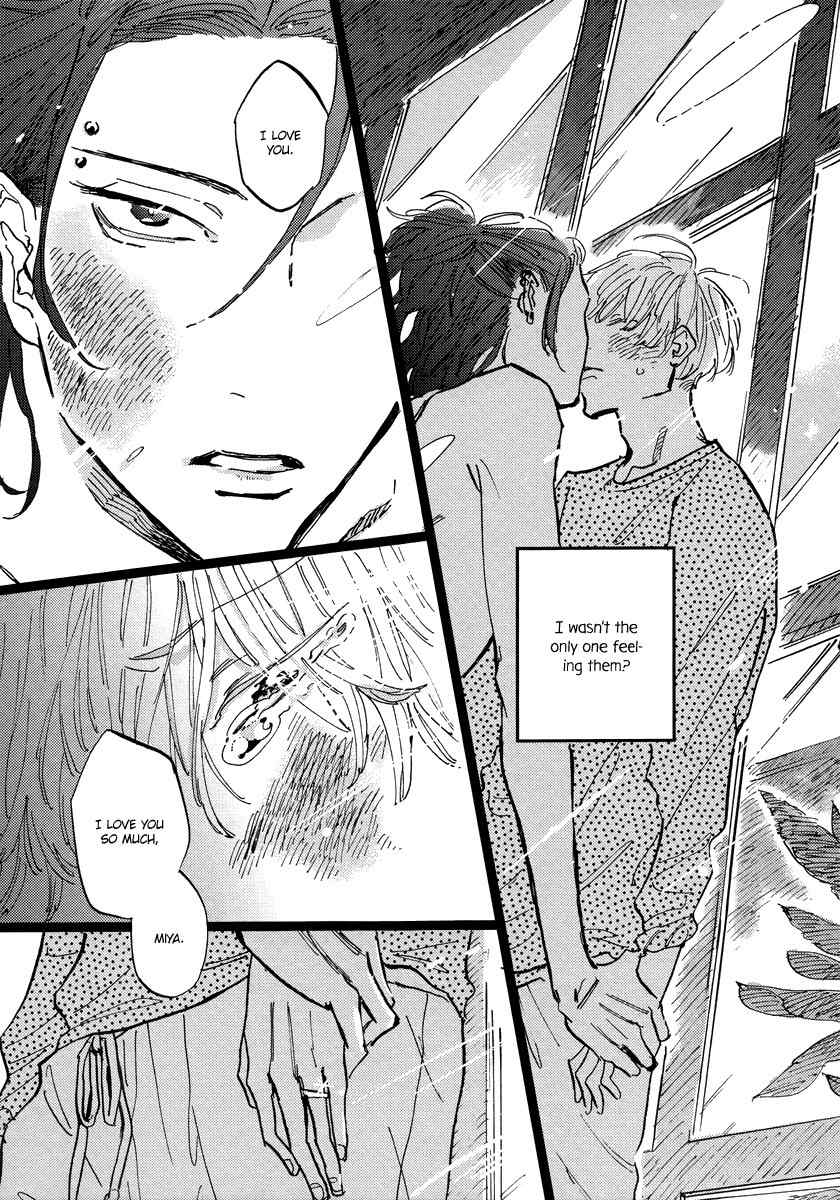 I WASN'T THE
ONLY ONE FEEL-
ING THEM?
I LOVE
YOU.
I LOVE YOU
SO MUCH,
MIYA.